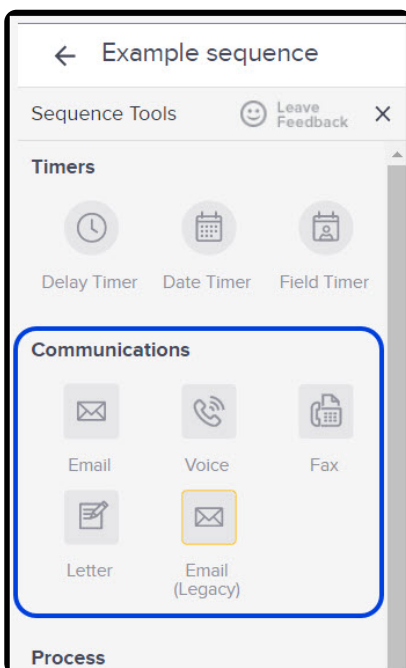 Example sequence
Sequence Tools
Leave
Feedback
Timers
Delay Timer
Date Timer
Field Timer
Communications
Email
Voice
Fax
Letter
Email
(Legacy)
Process